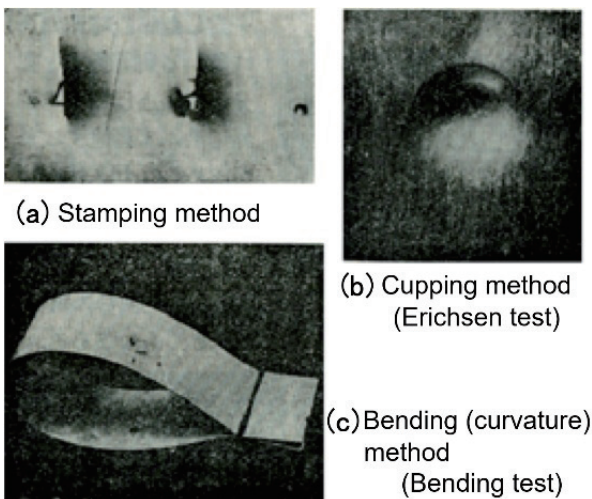 (a) Stamping method
(b) Cupping method
(Erichsen test)
(c) Bending (curvature)
method
(Bending test)